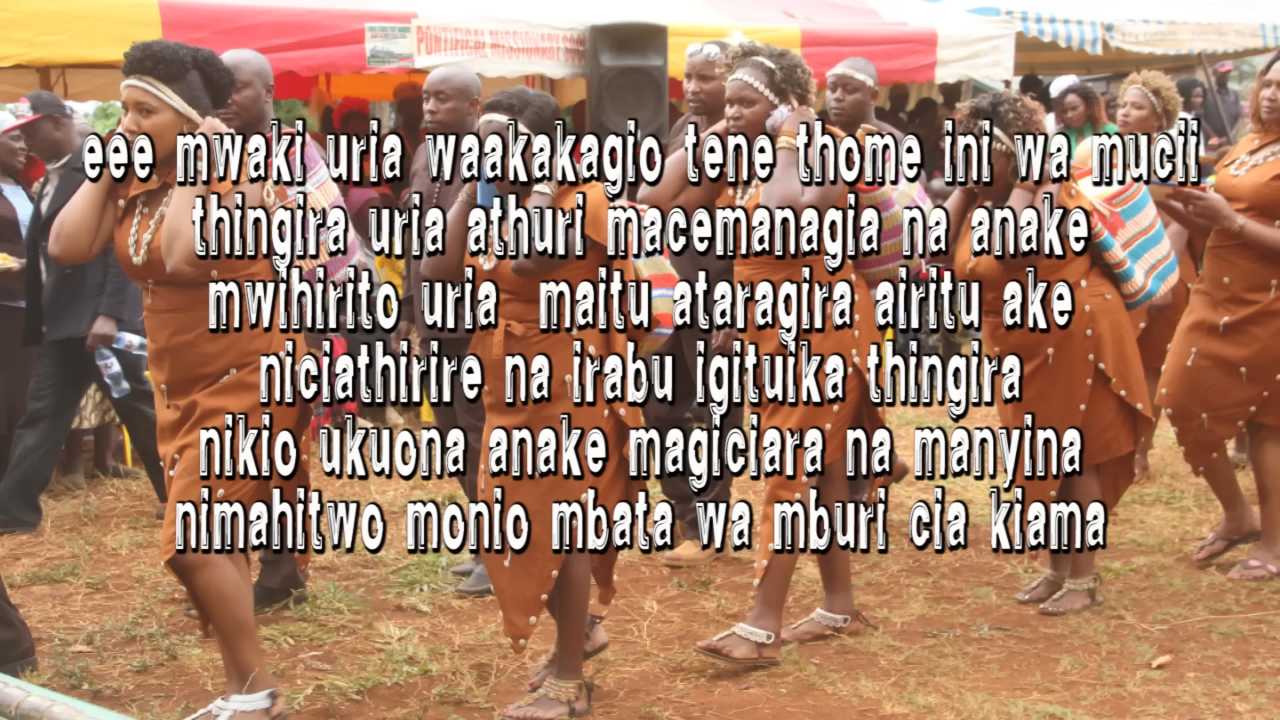 PONTIFICAL MISSIONARY
eee mwaki uria waakakagio tene thome ini wa mucii
thingira uria athuri macemanagia na anake
mwihirito uria maitu ataragira airitu ake
niciathirire na irabu igituika thingira
nikio ukuona anake magiciara na manyina
nimahitwo monio mbata wa mburi cia kiama